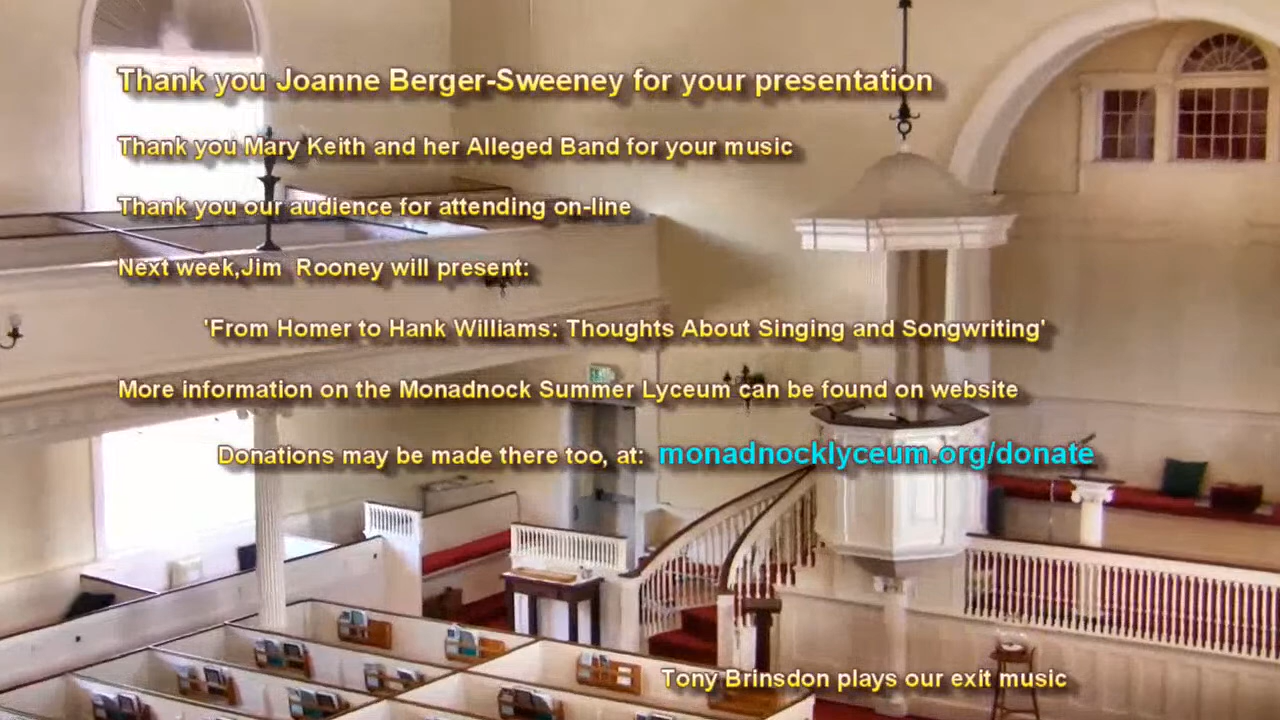 Thank you Joanne Berger-Sweeney for your presentation
Thank you Mary Keith and her Alleged Band for your music
Thank you our audience for attending on-line
Next week,Jim  Rooney will present:
'From Homer to Hank Williams: Thoughts About Singing and Songwriting'
More information on the Monadnock Summer Lyceum can be found on website
Donations may be made there too, at: monadnocklyceum.org/donate
Tony Brinsdon plays our exit music